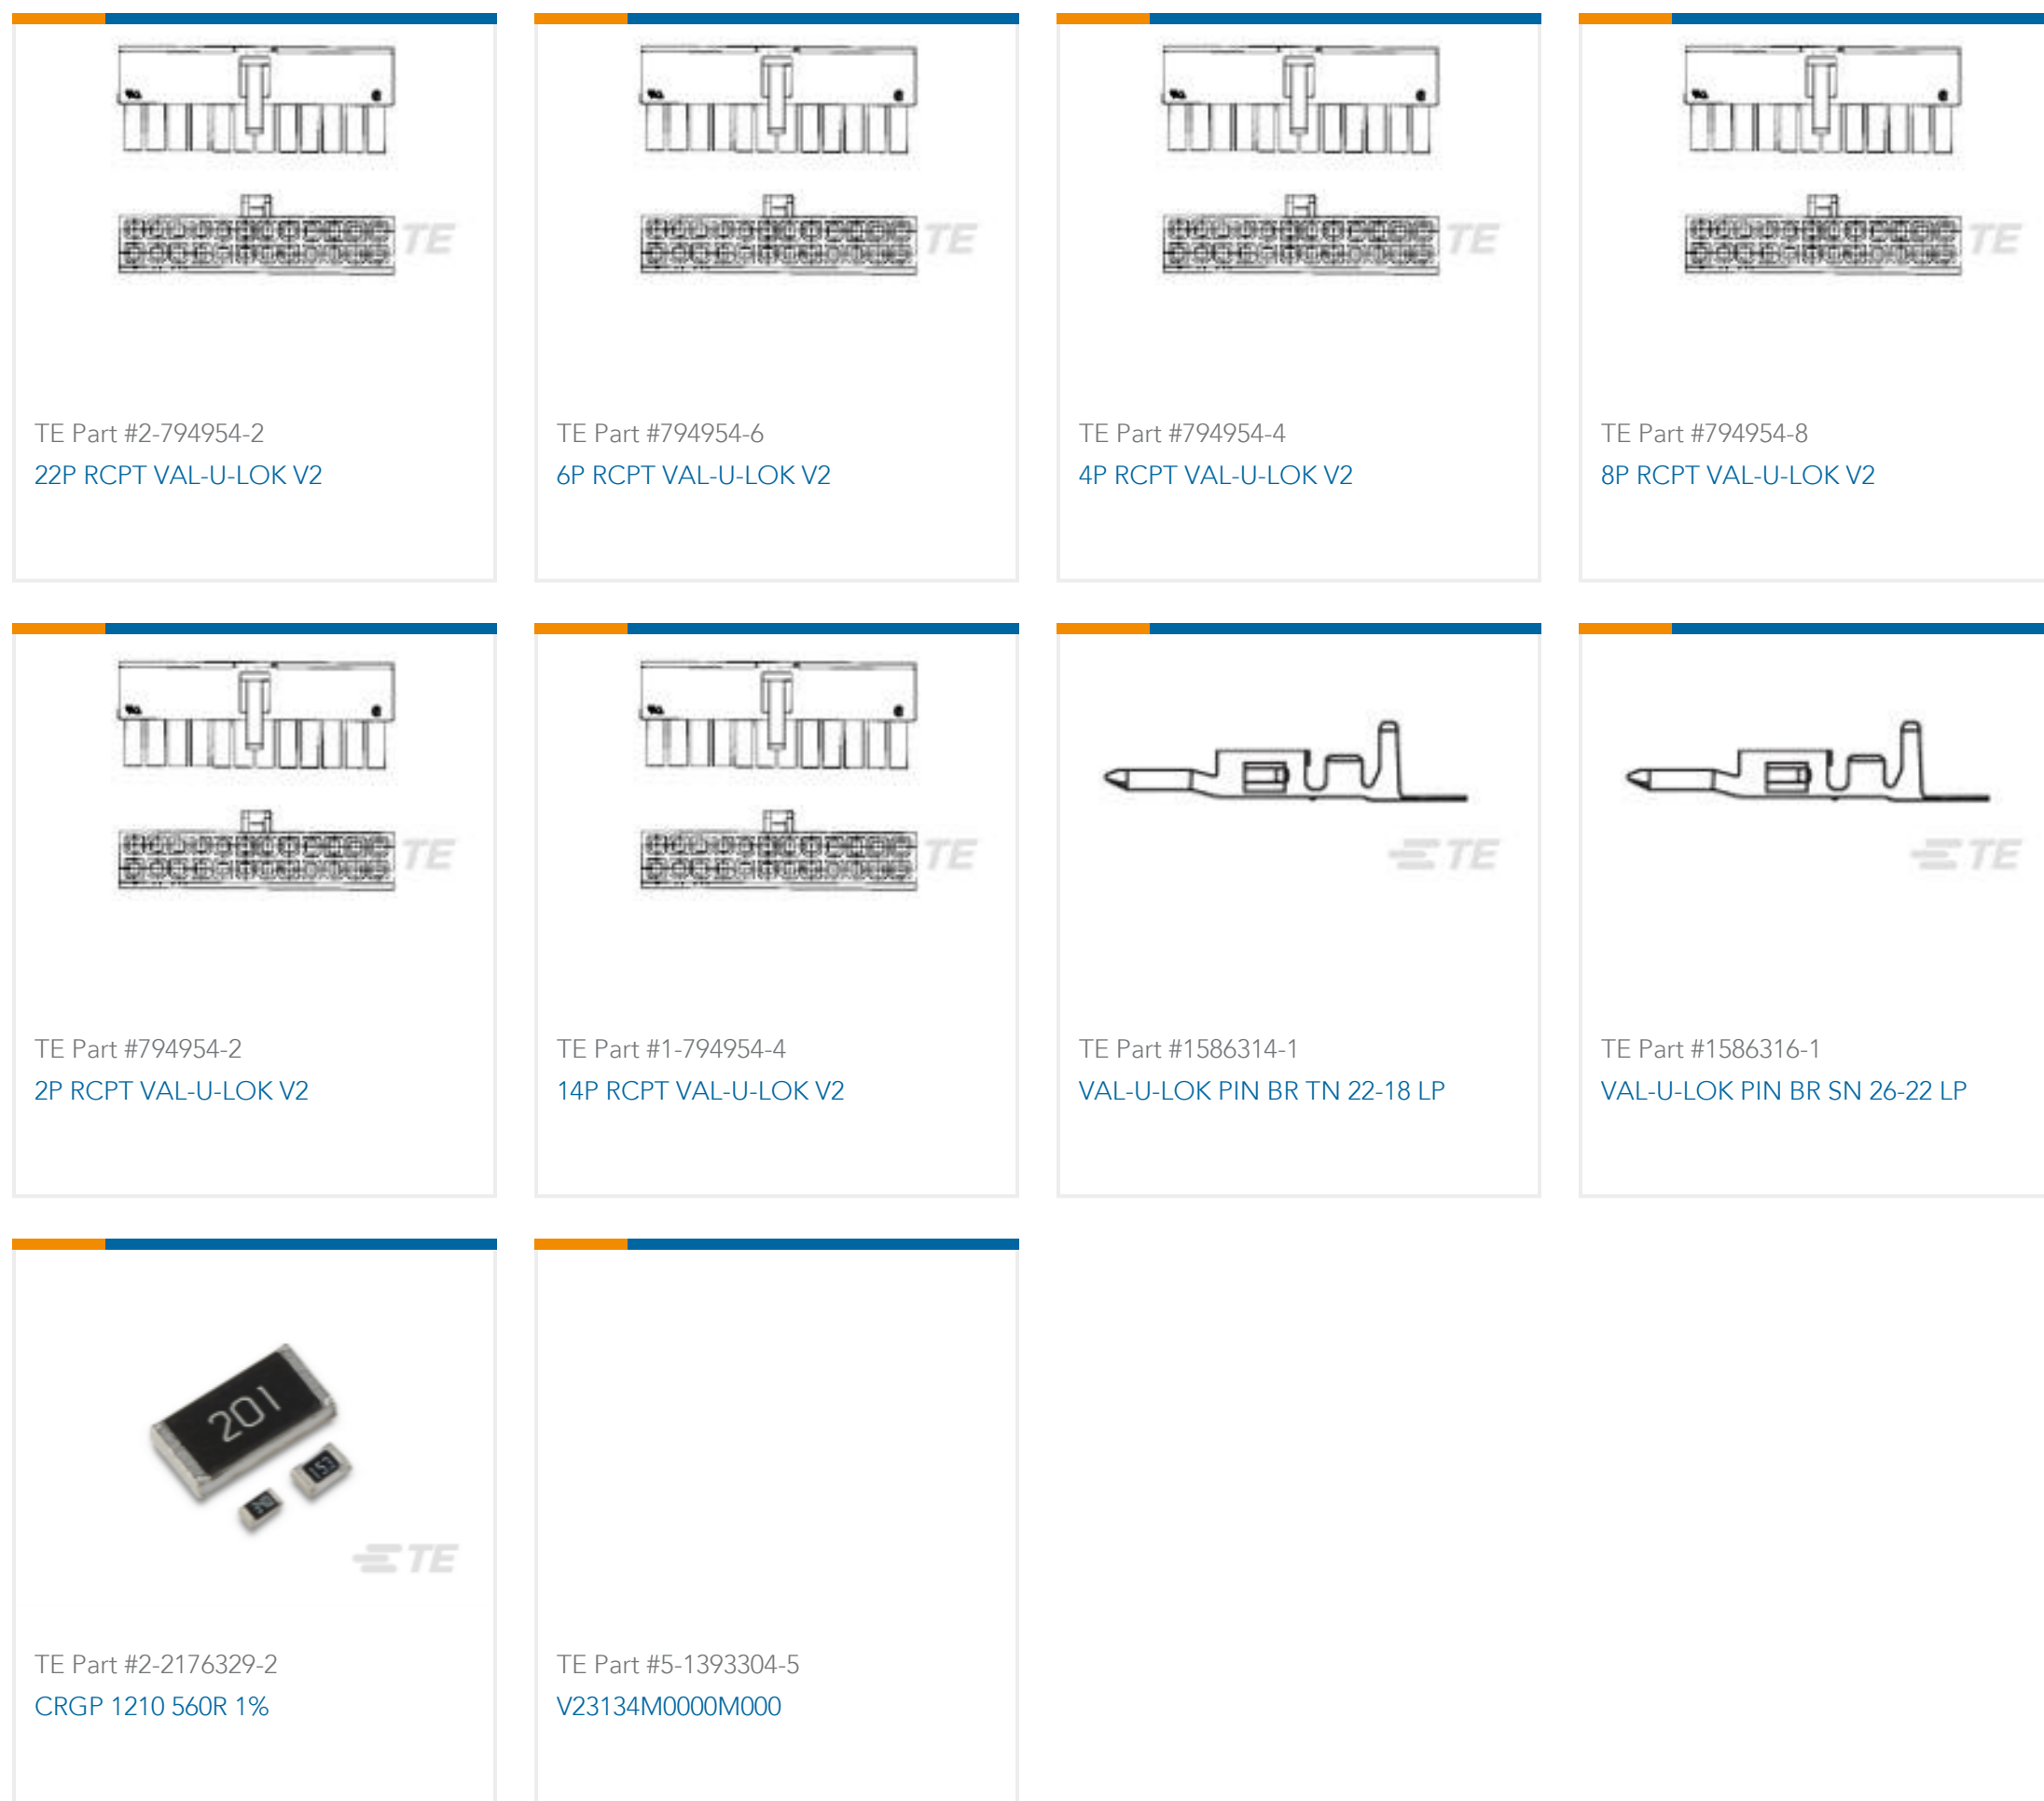 TE
TE
TE
TE
TE Part #2-794954-2
22P RCPT VAL-U-LOK V2
TE Part #794954-6
6P RCPT VAL-U-LOK V2
TE Part #794954-4
4P RCPT VAL-U-LOK V2
TE Part #794954-8
8P RCPT VAL-U-LOK V2
TE
TE
TE
TE
TE Part #794954-2
2P RCPT VAL-U-LOK V2
TE Part #1-794954-4
14P RCPT VAL-U-LOK V2
TE Part #1586314-1
VAL-U-LOK PIN BR TN 22-18 LP
TE Part #1586316-1
VAL-U-LOK PIN BR SN 26-22 LP
201
153
TE
TE Part #2-2176329-2
CRGP 1210 560R 1%
TE Part #5-1393304-5
V23134M0000M000